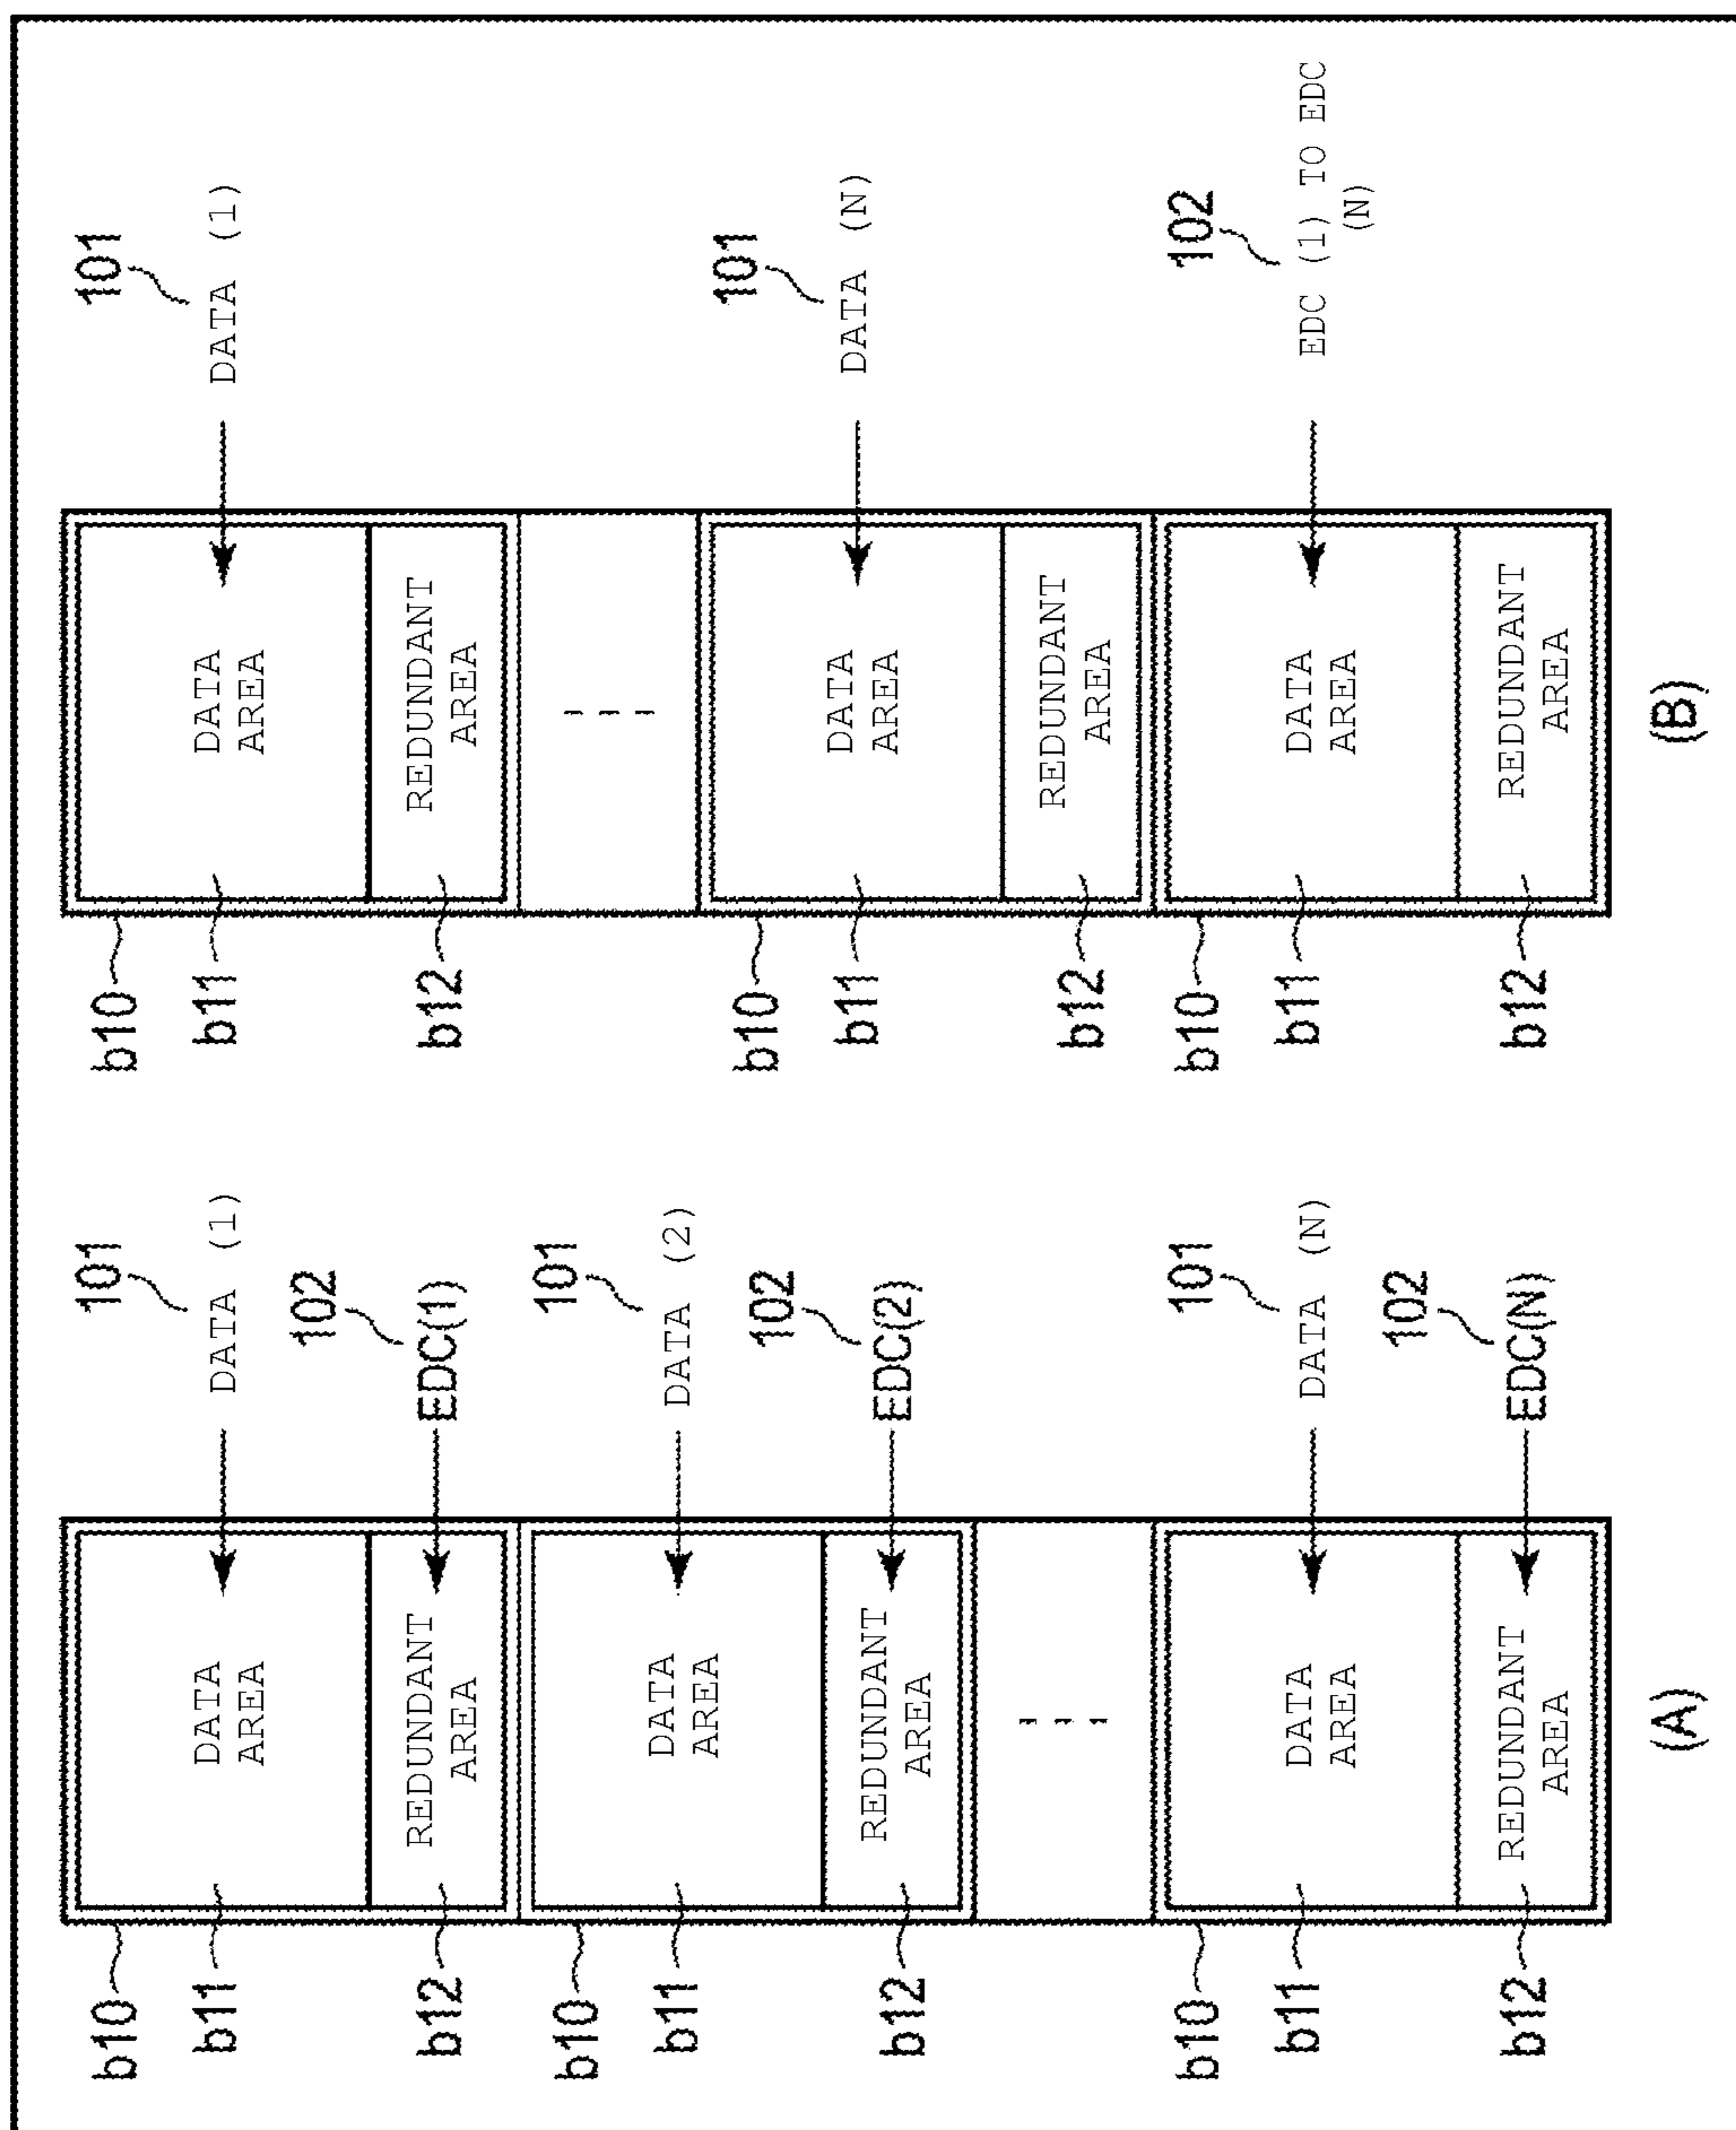 b10
b11
DATA
AREA
101
DATA (1)
b12
REDUNDANT
AREA
102
EDC(1)
b10
b11
DATA
AREA
101
DATA (2)
b12
REDUNDANT
AREA
102
EDC(2)
b10
b11
DATA
AREA
101
DATA (N)
b12
REDUNDANT
AREA
102
EDC(N)
(A)
b10
b11
DATA
AREA
101
DATA (1)
b12
REDUNDANT
AREA
b10
b11
DATA
AREA
101
DATA (N)
b12
REDUNDANT
AREA
b10
b11
DATA
AREA
102
EDC (1) TO EDC
(N)
b12
REDUNDANT
AREA
(B)